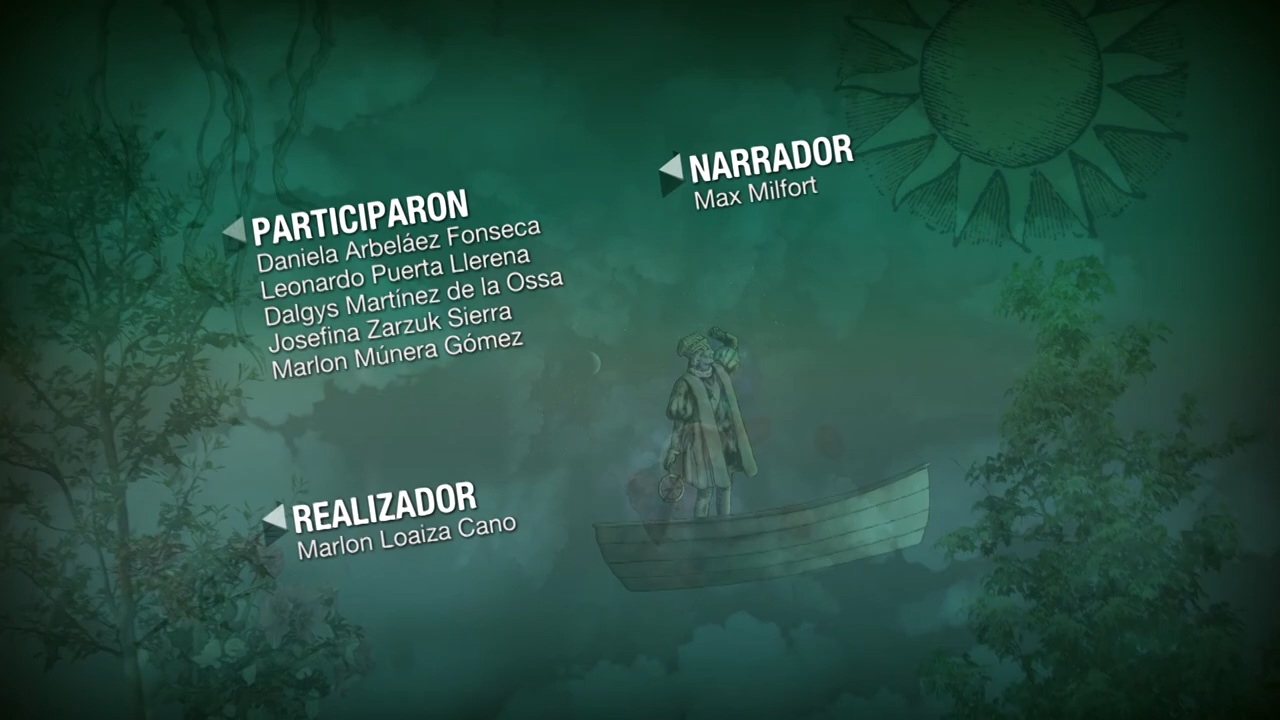 PARTICIPARON
Daniela Arbeláez Fonseca
Leonardo Puerta Llerena
Dalgys Martínez de la Ossa
Josefina Zarzuk Sierra
Marlon Múnera Gómez
NARRADOR
Max Milfort
REALIZADOR
Marlon Loaiza Cano